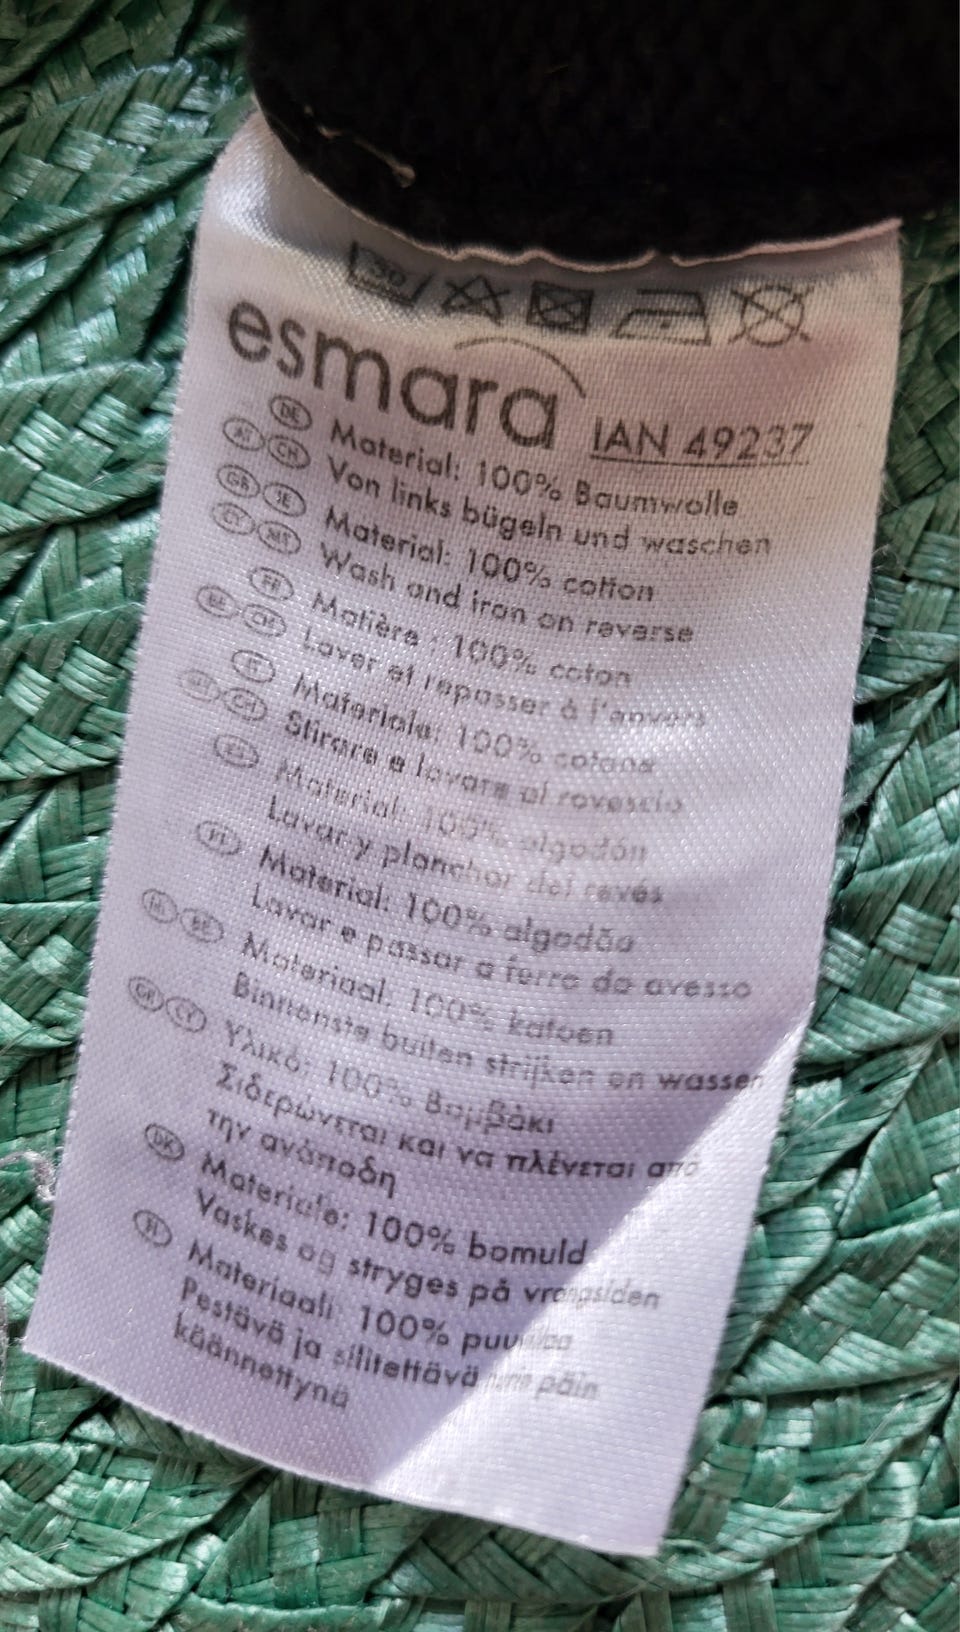 30
esmara IAN 49237
DE Material: 100% Baumwolle
AT CH Von links bügeln und waschen
GB IE Material: 100% cotton
CY MT Wash and iron on reverse
FR Matière : 100% coton
BE CH Laver et repasser à l'envers
IT Materiale: 100% cotone
CH Stirare e lavare al rovescio
ES Material: 100% algodón
Lavar y planchar del revés
PT Material: 100% algodão
Lavar e passar a ferro do avesso
NL BE Materiaal: 100% katoen
Binnenste buiten strijken en wassen
GR CY Υλικό: 100% Βαμβάκι
Σιδερώνεται και να πλένεται από
την ανάποδη
DK Materiale: 100% bomuld
Vaskes og stryges på vrangsiden
FI Materiaali: 100% puuvillaa
Pestävä ja silitettävä nurin päin
käännettynä